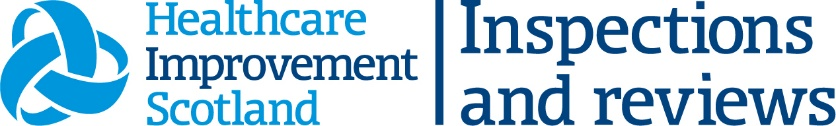 Healthcare
Improvement
Scotland
Inspections
and reviews